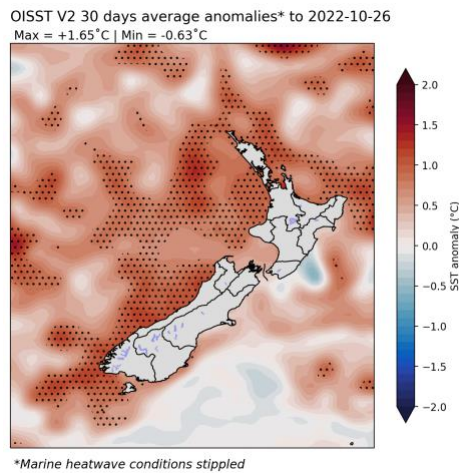 OISST V2 30 days average anomalies* to 2022-10-26
Max = +1.65˚C | Min = -0.63˚C
2.0
1.5
1.0
0.5
0.0
−0.5
−1.0
−1.5
−2.0
SST anomaly (°C)
*Marine heatwave conditions stippled